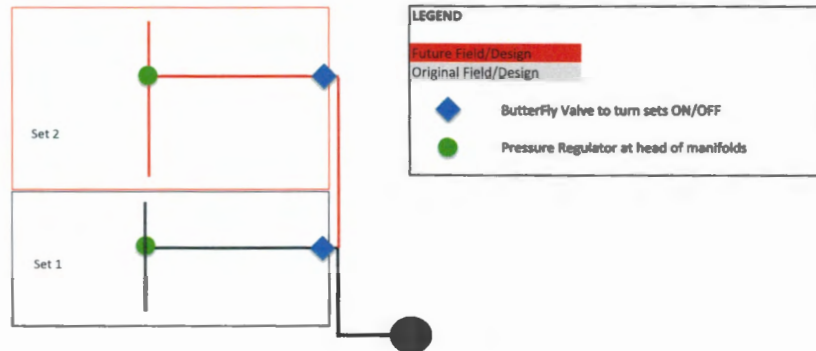 LEGEND
Future Field/Design
Original Field/Design
ButterFly Valve to turn sets ON/OFF
Pressure Regulator at head of manifolds
Set 2
Set 1